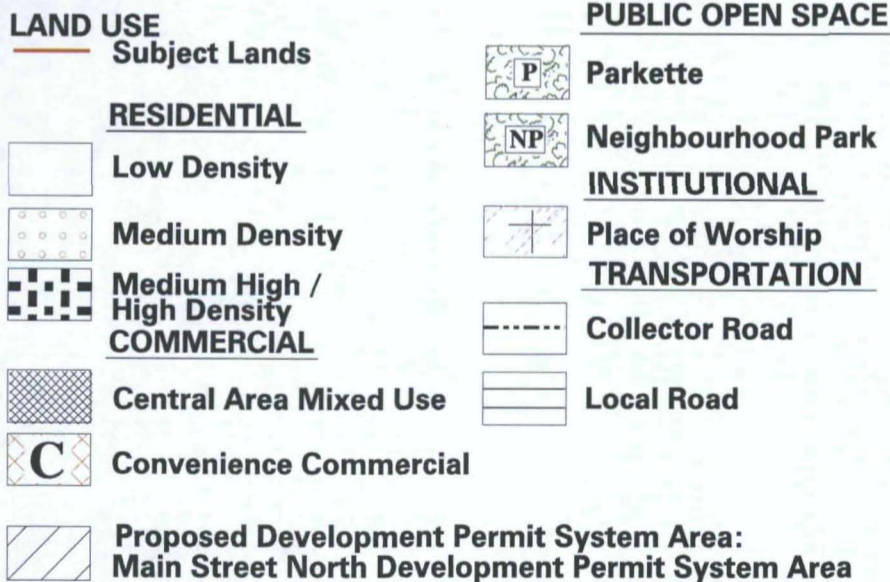 LAND USE
Subject Lands
RESIDENTIAL
Low Density
Medium Density
Medium High /
High Density
COMMERCIAL
Central Area Mixed Use
C
Convenience Commercial
PUBLIC OPEN SPACE
P
Parkette
NP
Neighbourhood Park
INSTITUTIONAL
Place of Worship
TRANSPORTATION
Collector Road
Local Road
Proposed Development Permit System Area:
Main Street North Development Permit System Area